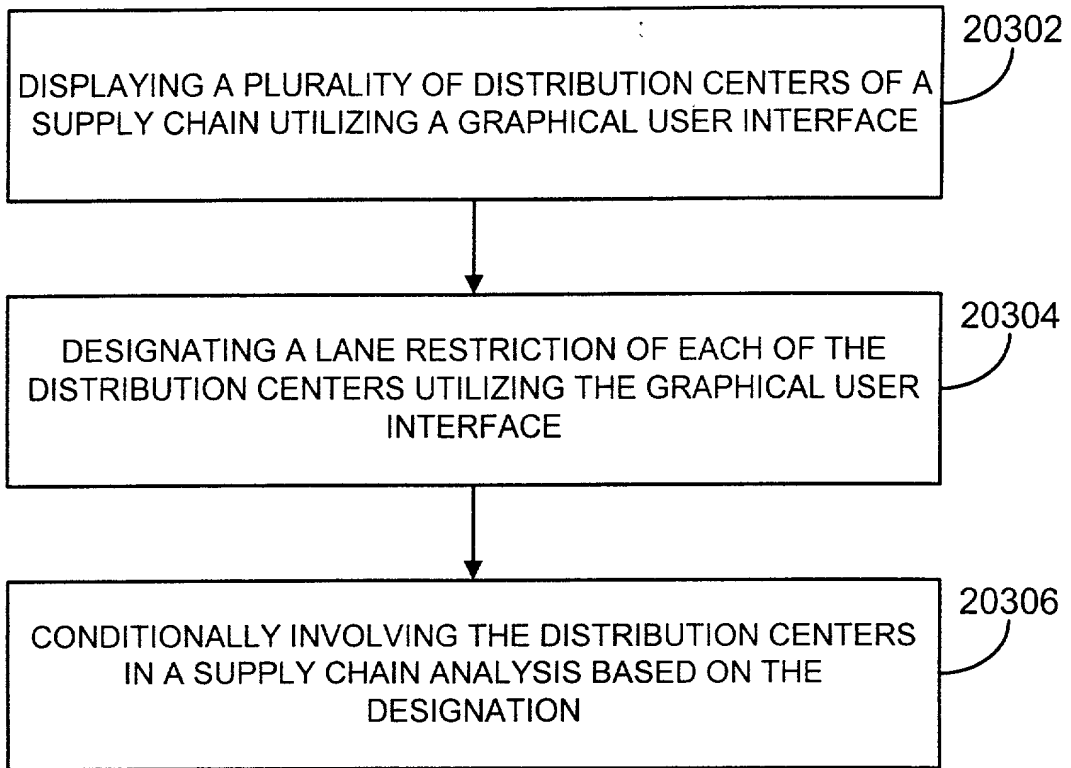 20302
DISPLAYING A PLURALITY OF DISTRIBUTION CENTERS OF A
SUPPLY CHAIN UTILIZING A GRAPHICAL USER INTERFACE
20304
DESIGNATING A LANE RESTRICTION OF EACH OF THE
DISTRIBUTION CENTERS UTILIZING THE GRAPHICAL USER
INTERFACE
20306
CONDITIONALLY INVOLVING THE DISTRIBUTION CENTERS
IN A SUPPLY CHAIN ANALYSIS BASED ON THE
DESIGNATION